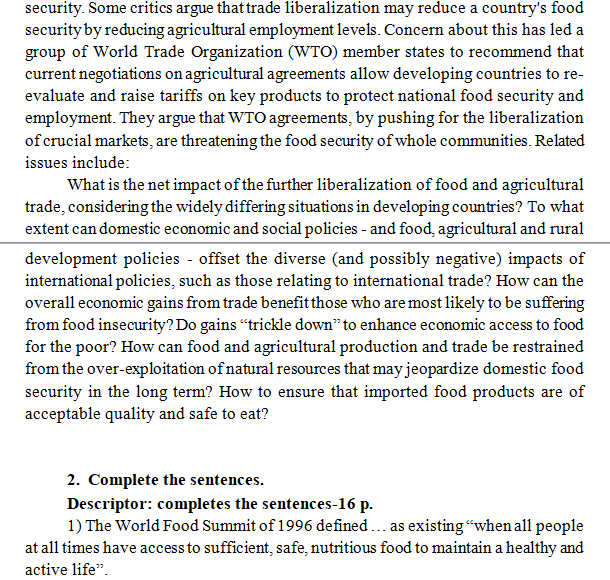 security. Some critics argue that trade liberalization may reduce a country's food
security by reducing agricultural employment levels. Concern about this has led a
group of World Trade Organization (WTO) member states to recommend that
current negotiations on agricultural agreements allow developing countries to re-
evaluate and raise tariffs on key products to protect national food security and
employment. They argue that WTO agreements, by pushing for the liberalization
of crucial markets, are threatening the food security of whole communities. Related
issues include:
What is the net impact of the further liberalization of food and agricultural
trade, considering the widely differing situations in developing countries? To what
extent can domestic economic and social policies - and food, agricultural and rural
development policies - offset the diverse (and possibly negative) impacts of
international policies, such as those relating to international trade? How can the
overall economic gains from trade benefit those who are most likely to be suffering
from food insecurity? Do gains “trickle down” to enhance economic access to food
for the poor? How can food and agricultural production and trade be restrained
from the over-exploitation of natural resources that may jeopardize domestic food
security in the long term? How to ensure that imported food products are of
acceptable quality and safe to eat?
2. Complete the sentences.
Descriptor: completes the sentences-16 p.
1) The World Food Summit of 1996 defined … as existing “when all people
at all times have access to sufficient, safe, nutritious food to maintain a healthy and
active life”.